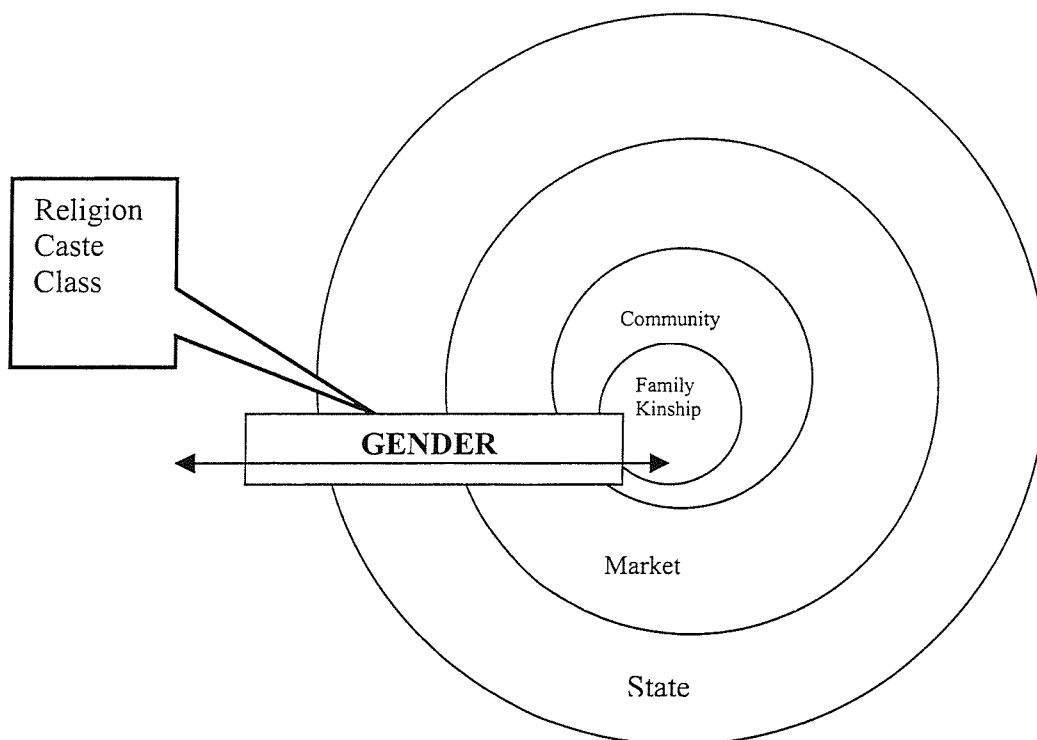 Religion
Caste
Class
Community
Family
Kinship
GENDER
Market
State